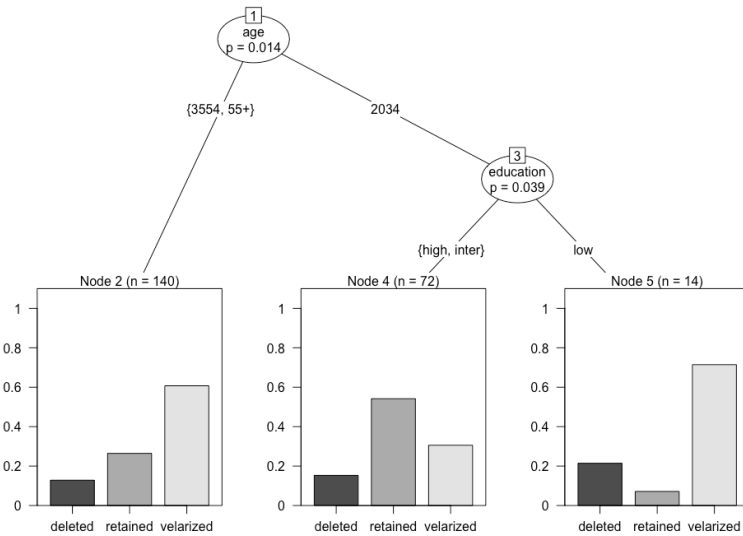 1
age
p = 0.014
{3554, 55+}
2034
3
education
p = 0.039
{high, inter}
low
Node 2 (n = 140)
1
0.8
0.6
0.4
0.2
0
deleted retained velarized
Node 4 (n = 72)
1
0.8
0.6
0.4
0.2
0
deleted retained velarized
Node 5 (n = 14)
1
0.8
0.6
0.4
0.2
0
deleted retained velarized